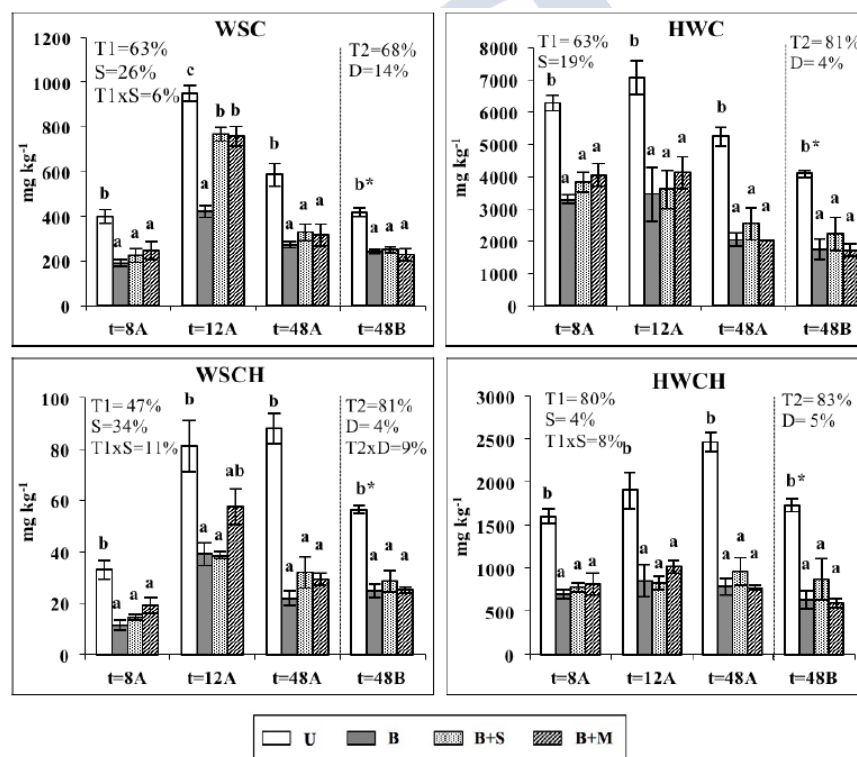 WSC
T1=63%
S=26%
T1xS=6%
T2=68%
D=14%
mg kg-1
1200
1000
800
600
400
200
0
b
a
a
a
c
a
b
b
b
a
a
a
b*
a
a
a
t=8A
t=12A
t=48A
t=48B
HWC
T1=63%
S=19%
T2=81%
D=4%
mg kg-1
8000
7000
6000
5000
4000
3000
2000
1000
0
b
a
a
a
b
a
a
a
b
a
a
a
b*
a
a
a
t=8A
t=12A
t=48A
t=48B
WSCH
T1=47%
S=34%
T1xS=11%
T2=81%
D=4%
T2xD=9%
mg kg-1
100
80
60
40
20
0
b
a
a
a
b
a
a
ab
b
a
a
a
b*
a
a
a
t=8A
t=12A
t=48A
t=48B
HWCH
T1=80%
S=4%
T1xS=8%
T2=83%
D=5%
mg kg-1
3000
2500
2000
1500
1000
500
0
b
a
a
a
b
a
a
a
b
a
a
a
b*
a
a
a
t=8A
t=12A
t=48A
t=48B
U B B+S B+M